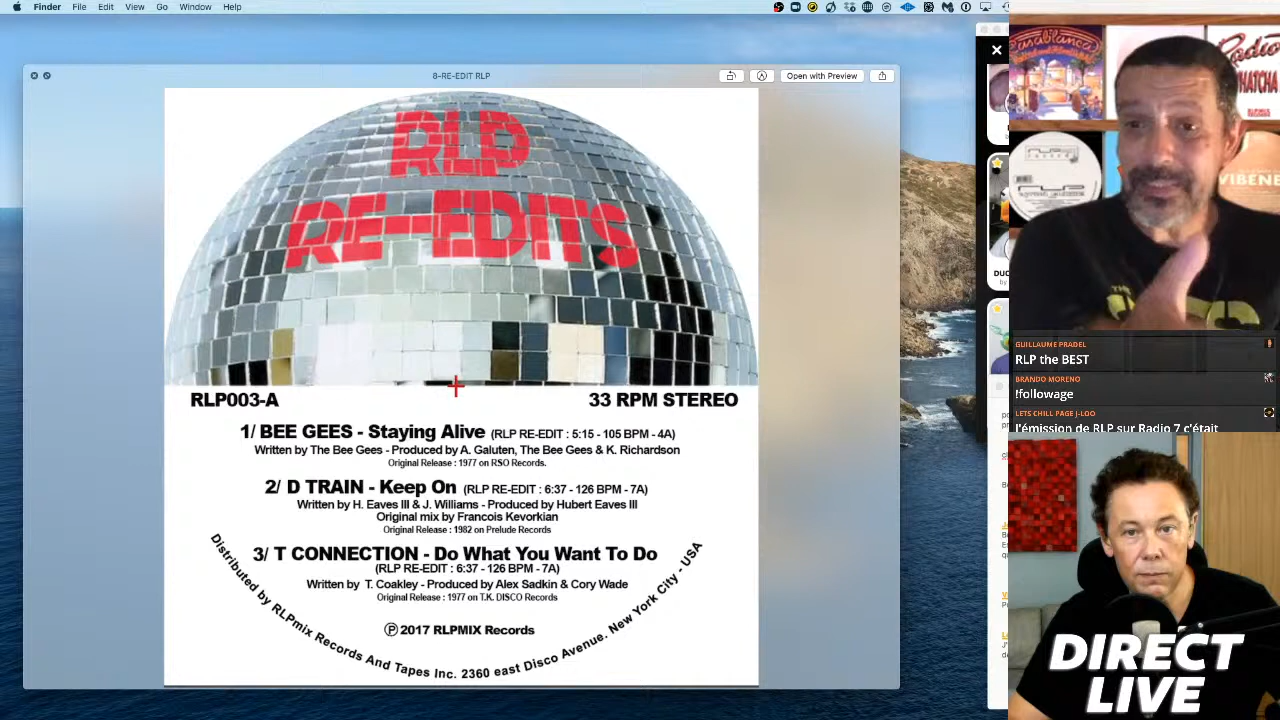 Finder File Edit View Go Window Help
8-RE-EDIT RLP
Open with Preview
RLP
RE-EDITS
RLP003-A
33 RPM STEREO
1/ BEE GEES - Staying Alive (RLP RE-EDIT : 5:15 - 105 BPM - 4A)
Written by The Bee Gees - Produced by A. Galuten, The Bee Gees & K. Richardson
Original Release : 1977 on RSO Records.
2/ D TRAIN - Keep On (RLP RE-EDIT : 6:37 - 126 BPM - 7A)
Written by H. Eaves III & J. Williams - Produced by Hubert Eaves III
Original mix by Francois Kevorkian
Original Release : 1982 on Prelude Records
3/ T CONNECTION - Do What You Want To Do
(RLP RE-EDIT : 6:37 - 126 BPM - 7A)
Written by T. Coakley - Produced by Alex Sadkin & Cory Wade
Original Release : 1977 on T.K. DISCO Records
℗ 2017 RLPMIX Records
Distributed by RLPmix Records And Tapes Inc. 2360 east Disco Avenue. New York City - USA
DUC
by
Casablanca
Radio
WHATCHA
VIBENE
GUILLAUME PRADEL
RLP the BEST
BRANDO MORENO
!followage
LETS CHILL PAGE J-LOO
l'émission de RLP sur Radio 7 c'était
DIRECT
LIVE